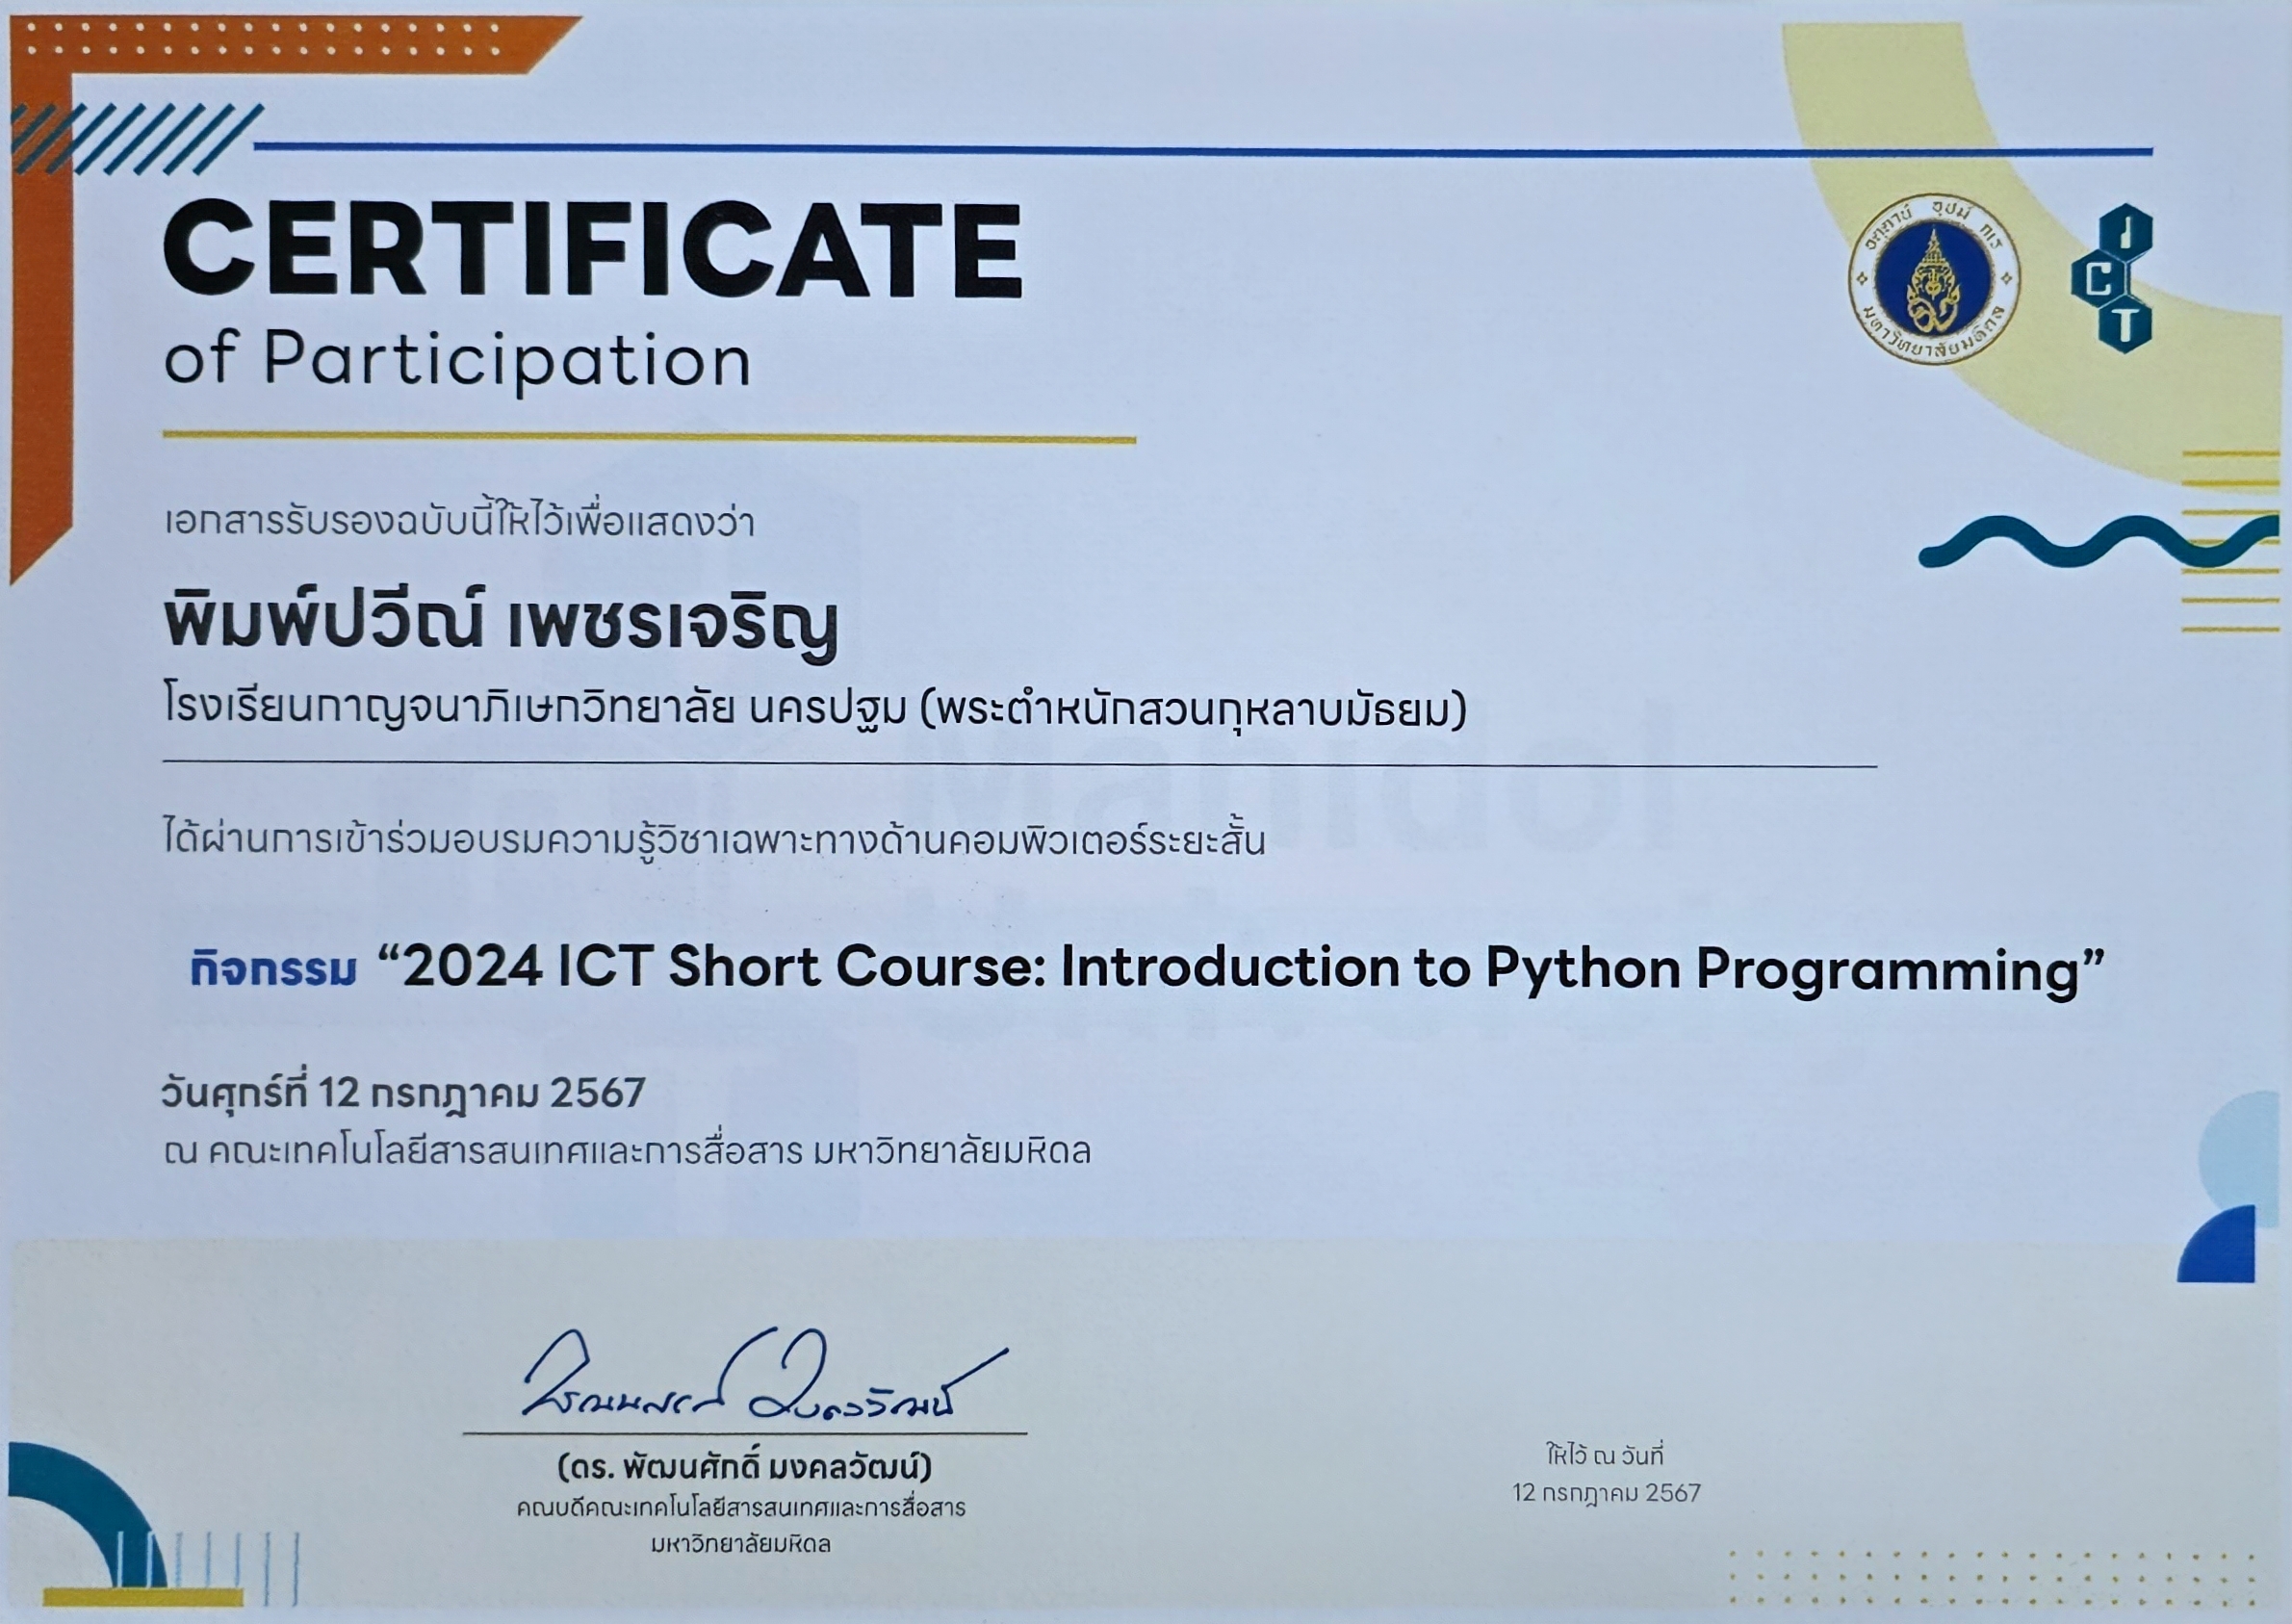 CERTIFICATE
of Participation
อตฺตานํ อุปมํ กเร
มหาวิทยาลัยมหิดล
ICT
เอกสารรับรองฉบับนี้ให้ไว้เพื่อแสดงว่า
พิมพ์ปวีณ์ เพชรเจริญ
โรงเรียนกาญจนาภิเษกวิทยาลัย นครปฐม (พระตำหนักสวนกุหลาบมัธยม)
ได้ผ่านการเข้าร่วมอบรมความรู้วิชาเฉพาะทางด้านคอมพิวเตอร์ระยะสั้น
กิจกรรม “2024 ICT Short Course: Introduction to Python Programming”
วันศุกร์ที่ 12 กรกฎาคม 2567
ณ คณะเทคโนโลยีสารสนเทศและการสื่อสาร มหาวิทยาลัยมหิดล
(ดร. พัฒนศักดิ์ มงคลวัฒน์)
คณบดีคณะเทคโนโลยีสารสนเทศและการสื่อสาร
มหาวิทยาลัยมหิดล
ให้ไว้ ณ วันที่
12 กรกฎาคม 2567